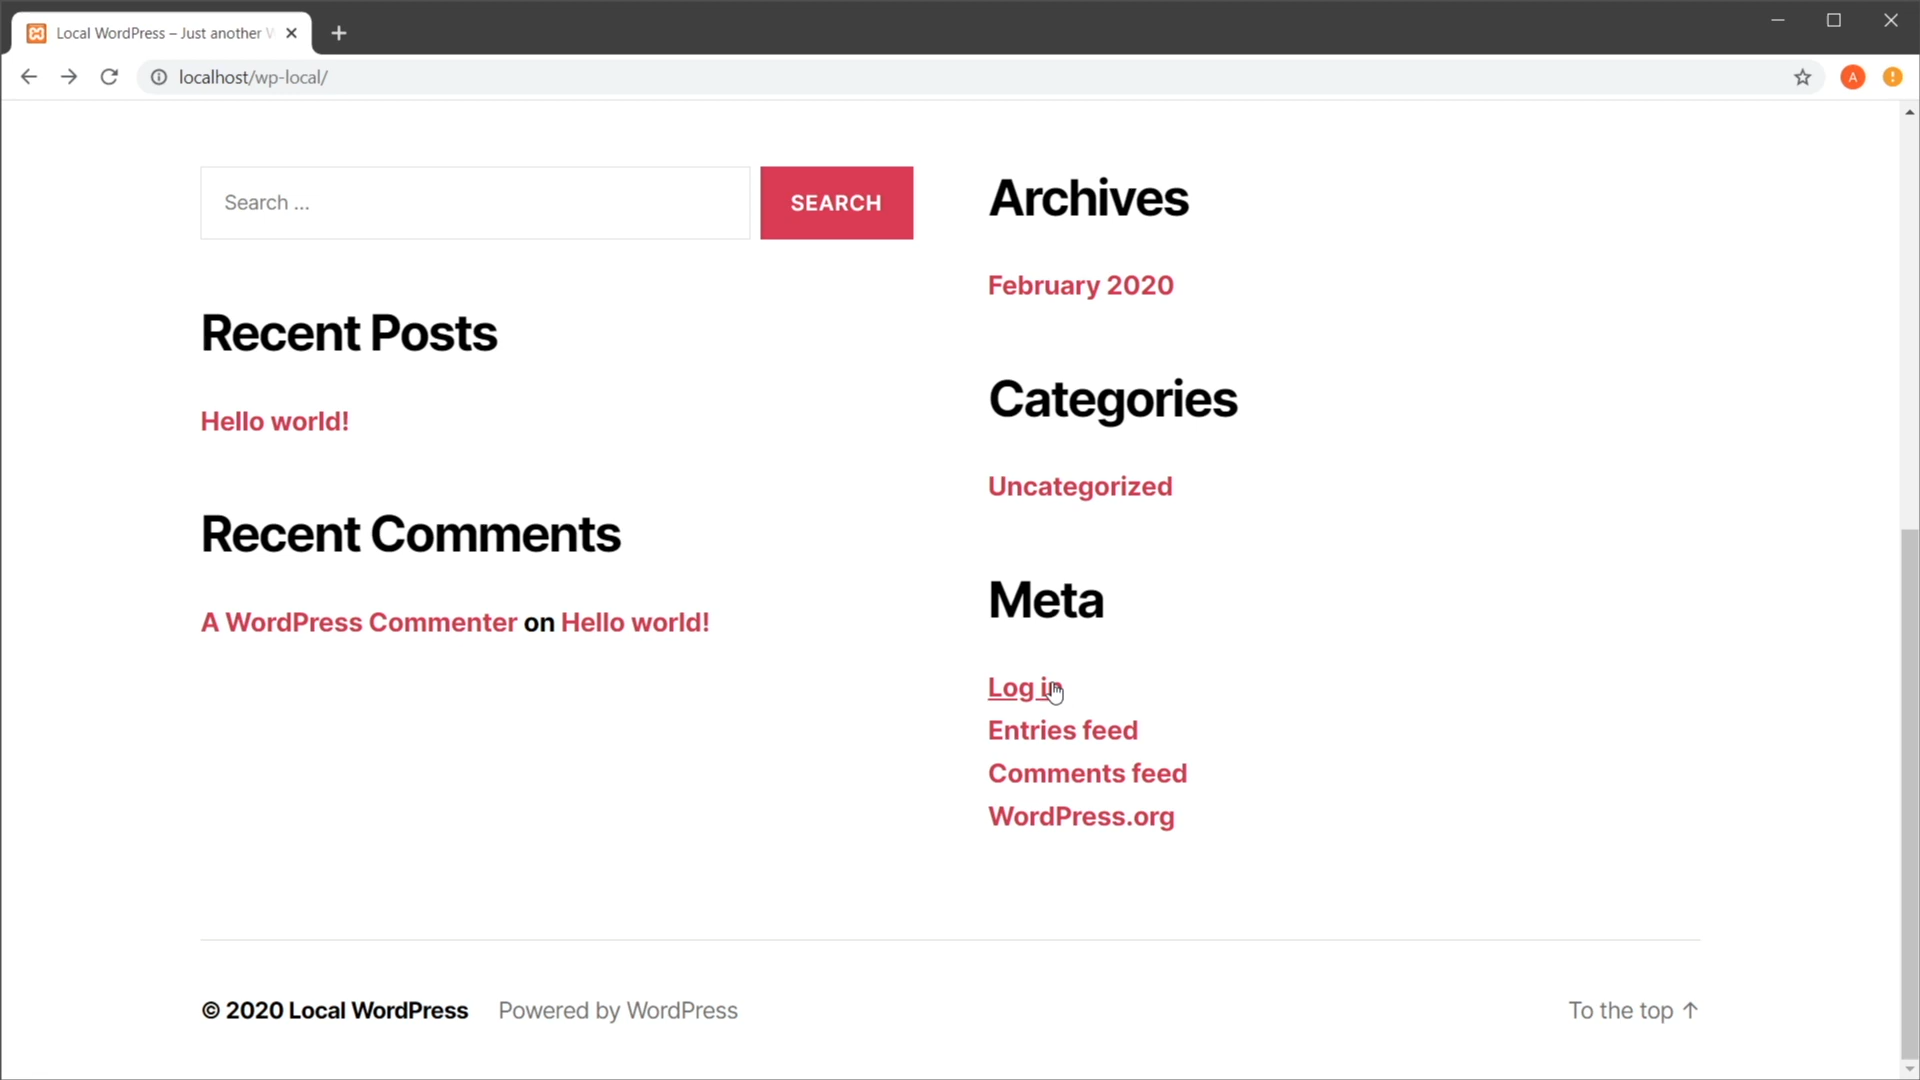 Local WordPress – Just another
localhost/wp-local/
A
Search ...
SEARCH
Recent Posts
Hello world!
Recent Comments
A WordPress Commenter on Hello world!
Archives
February 2020
Categories
Uncategorized
Meta
Log in
Entries feed
Comments feed
WordPress.org
© 2020 Local WordPress
Powered by WordPress
To the top ↑